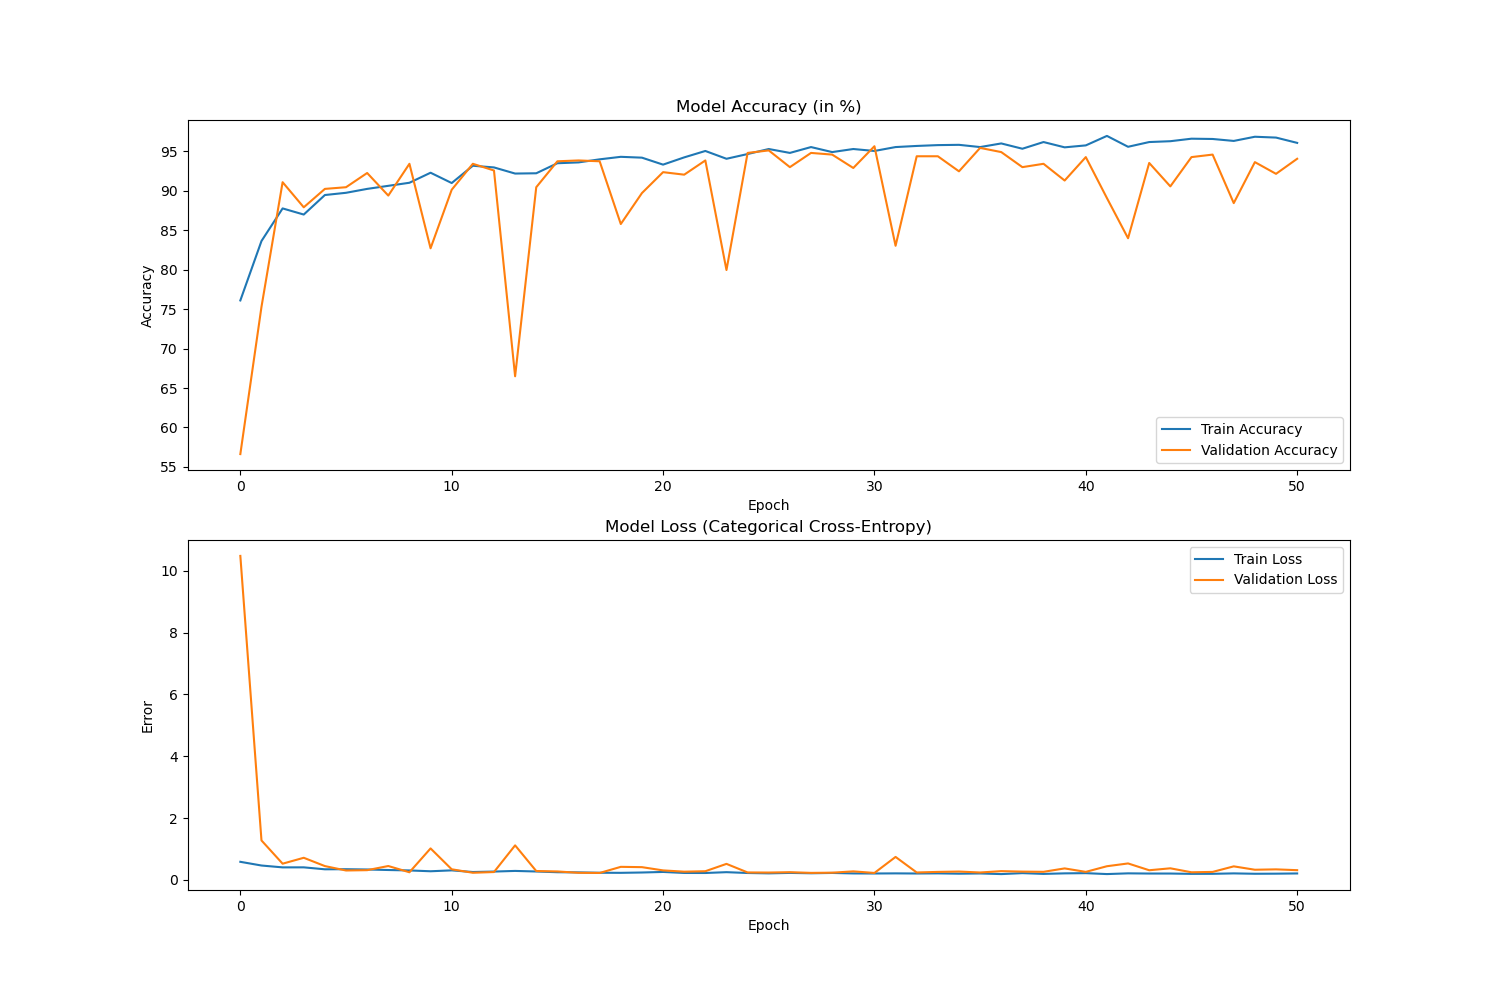 Model Accuracy (in %)
Accuracy
95
90
85
80
75
70
65
60
55
Train Accuracy
Validation Accuracy
0 10 20 30 40 50
Epoch
Model Loss (Categorical Cross-Entropy)
Error
10
8
6
4
2
0
Train Loss
Validation Loss
0 10 20 30 40 50
Epoch